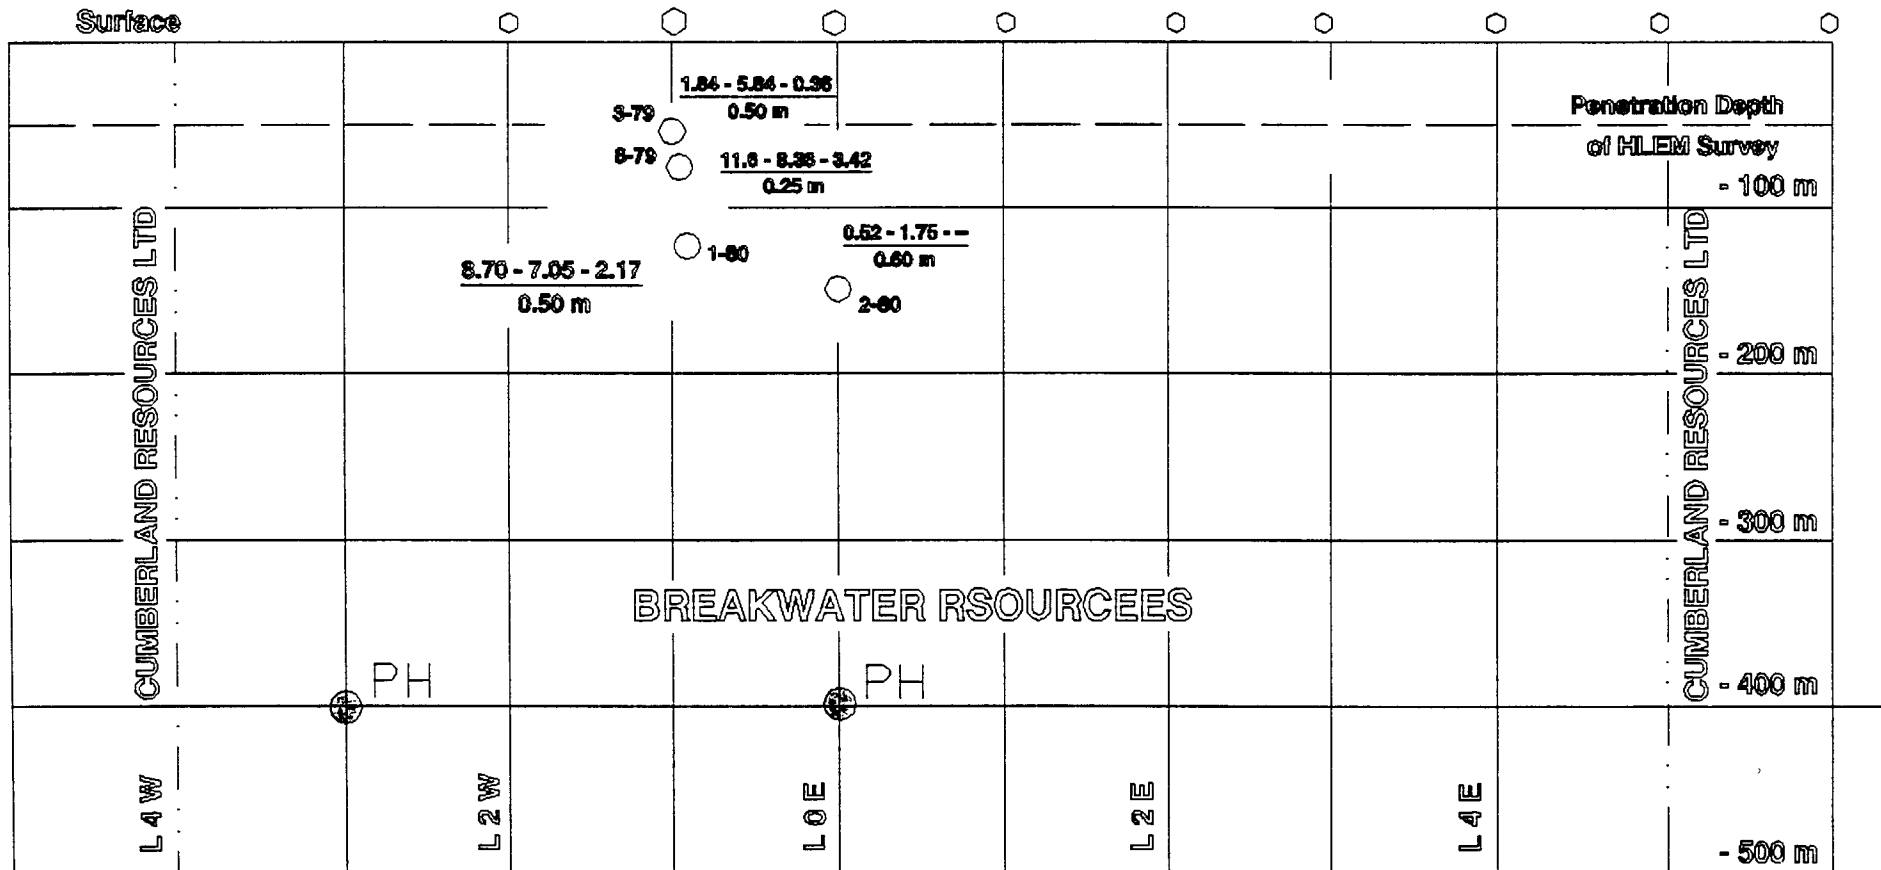 Surface
1.84 - 5.84 - 0.36
0.50 m
3-79
Penetration Depth
of HLEM Survey
8-79
11.6 - 8.36 - 3.42
0.25 m
- 100 m
0.52 - 1.75 - --
0.60 m
1-80
8.70 - 7.05 - 2.17
0.50 m
2-80
CUMBERLAND RESOURCES LTD
CUMBERLAND RESOURCES LTD
- 200 m
- 300 m
BREAKWATER RSOURCEES
PH
PH
- 400 m
L 4 W
L 2 W
L 0 E
L 2 E
L 4 E
- 500 m